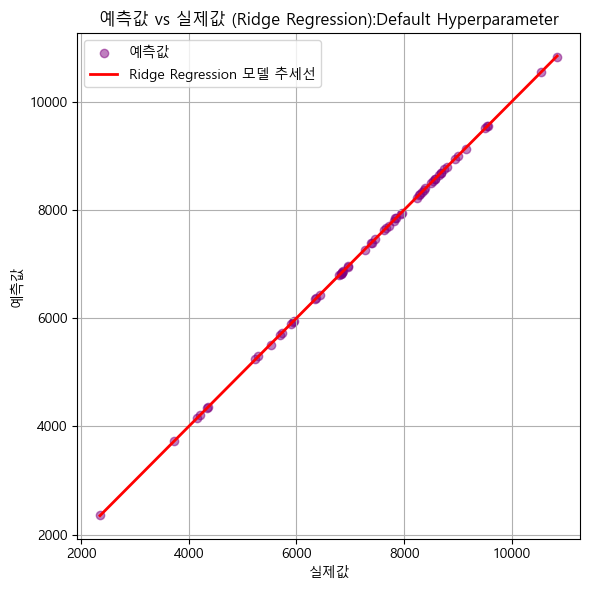 예측값 vs 실제값 (Ridge Regression):Default Hyperparameter
예측값
Ridge Regression 모델 추세선
10000
8000
6000
4000
2000
예측값
2000 4000 6000 8000 10000
실제값